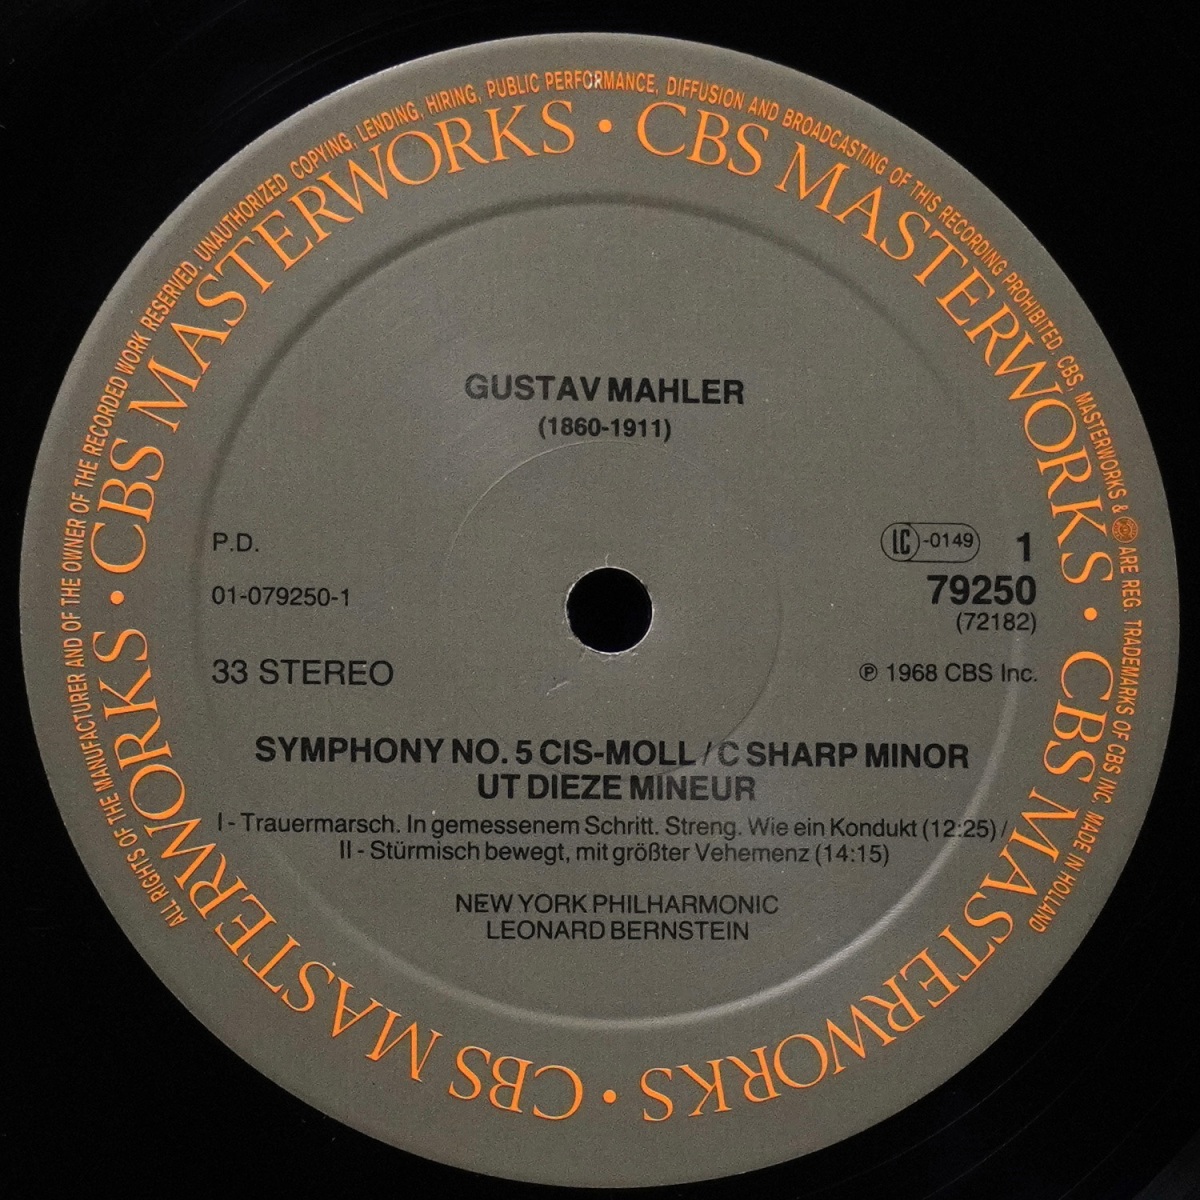 ALL RIGHTS OF THE MANUFACTURER AND OF THE OWNER OF THE RECORDED WORK RESERVED. UNAUTHORIZED COPYING, LENDING, HIRING, PUBLIC PERFORMANCE, DIFFUSION AND BROADCASTING OF THIS RECORDING PROHIBITED. CBS, MASTERWORKS & ARE REG. TRADEMARKS OF CBS INC. MADE IN HOLLAND
CBS MASTERWORKS • CBS MASTERWORKS • CBS MASTERWORKS • CBS MASTERWORKS •
GUSTAV MAHLER
(1860-1911)
P.D.
LC -0149 1
01-079250-1
79250
(72182)
33 STEREO
℗ 1968 CBS Inc.
SYMPHONY NO. 5 CIS-MOLL / C SHARP MINOR
UT DIEZE MINEUR
I - Trauermarsch. In gemessenem Schritt. Streng. Wie ein Kondukt (12:25) /
II - Stürmisch bewegt, mit größter Vehemenz (14:15)
NEW YORK PHILHARMONIC
LEONARD BERNSTEIN